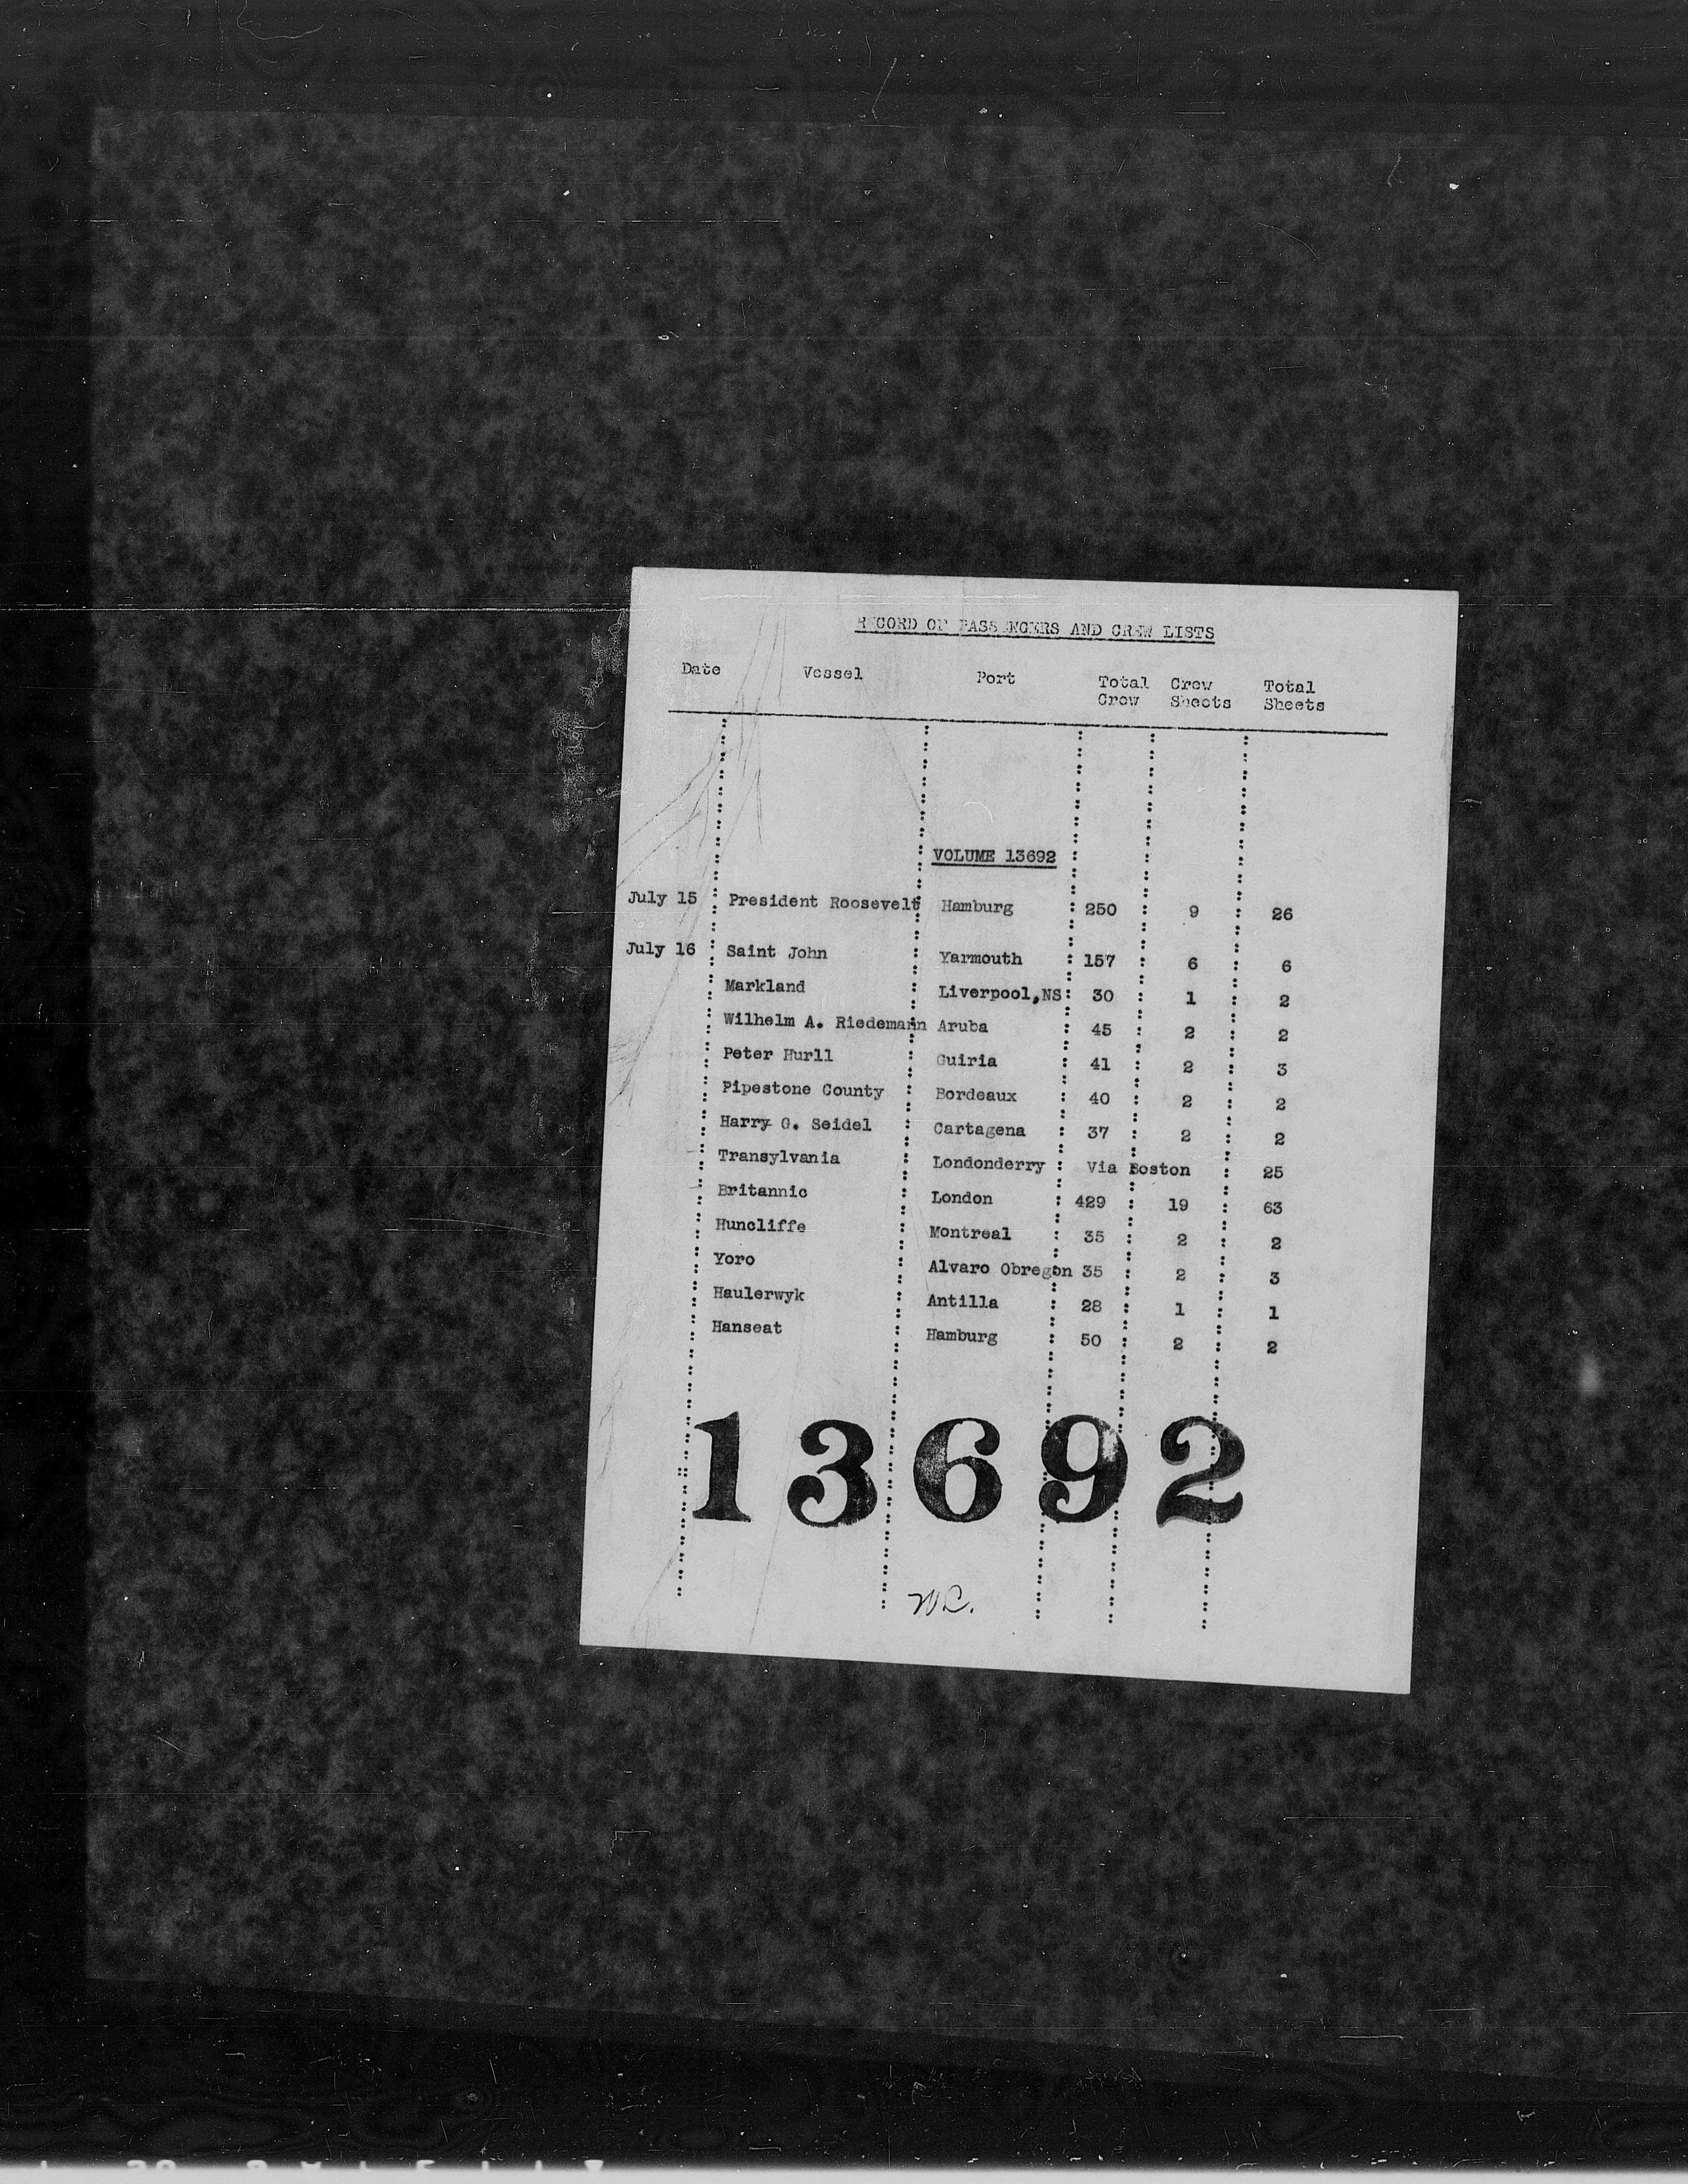 RECORD OF PASSENGERS AND CREW LISTS
Date Vessel Port Total Crew Crew Sheets Total Sheets
VOLUME 13692
July 15 President Roosevelt Hamburg 250 9 26
July 16 Saint John Yarmouth 157 6 6
Markland Liverpool,NS 30 1 2
Wilhelm A. Riedemann Aruba 45 2 2
Peter Hurll Guiria 41 2 3
Pipestone County Bordeaux 40 2 2
Harry G. Seidel Cartagena 37 2 2
Transylvania Londonderry Via Boston 25
Britannic London 429 19 63
Huncliffe Montreal 35 2 2
Yoro Alvaro Obregon 35 2 3
Haulerwyk Antilla 28 1 1
Hanseat Hamburg 50 2 2
13692